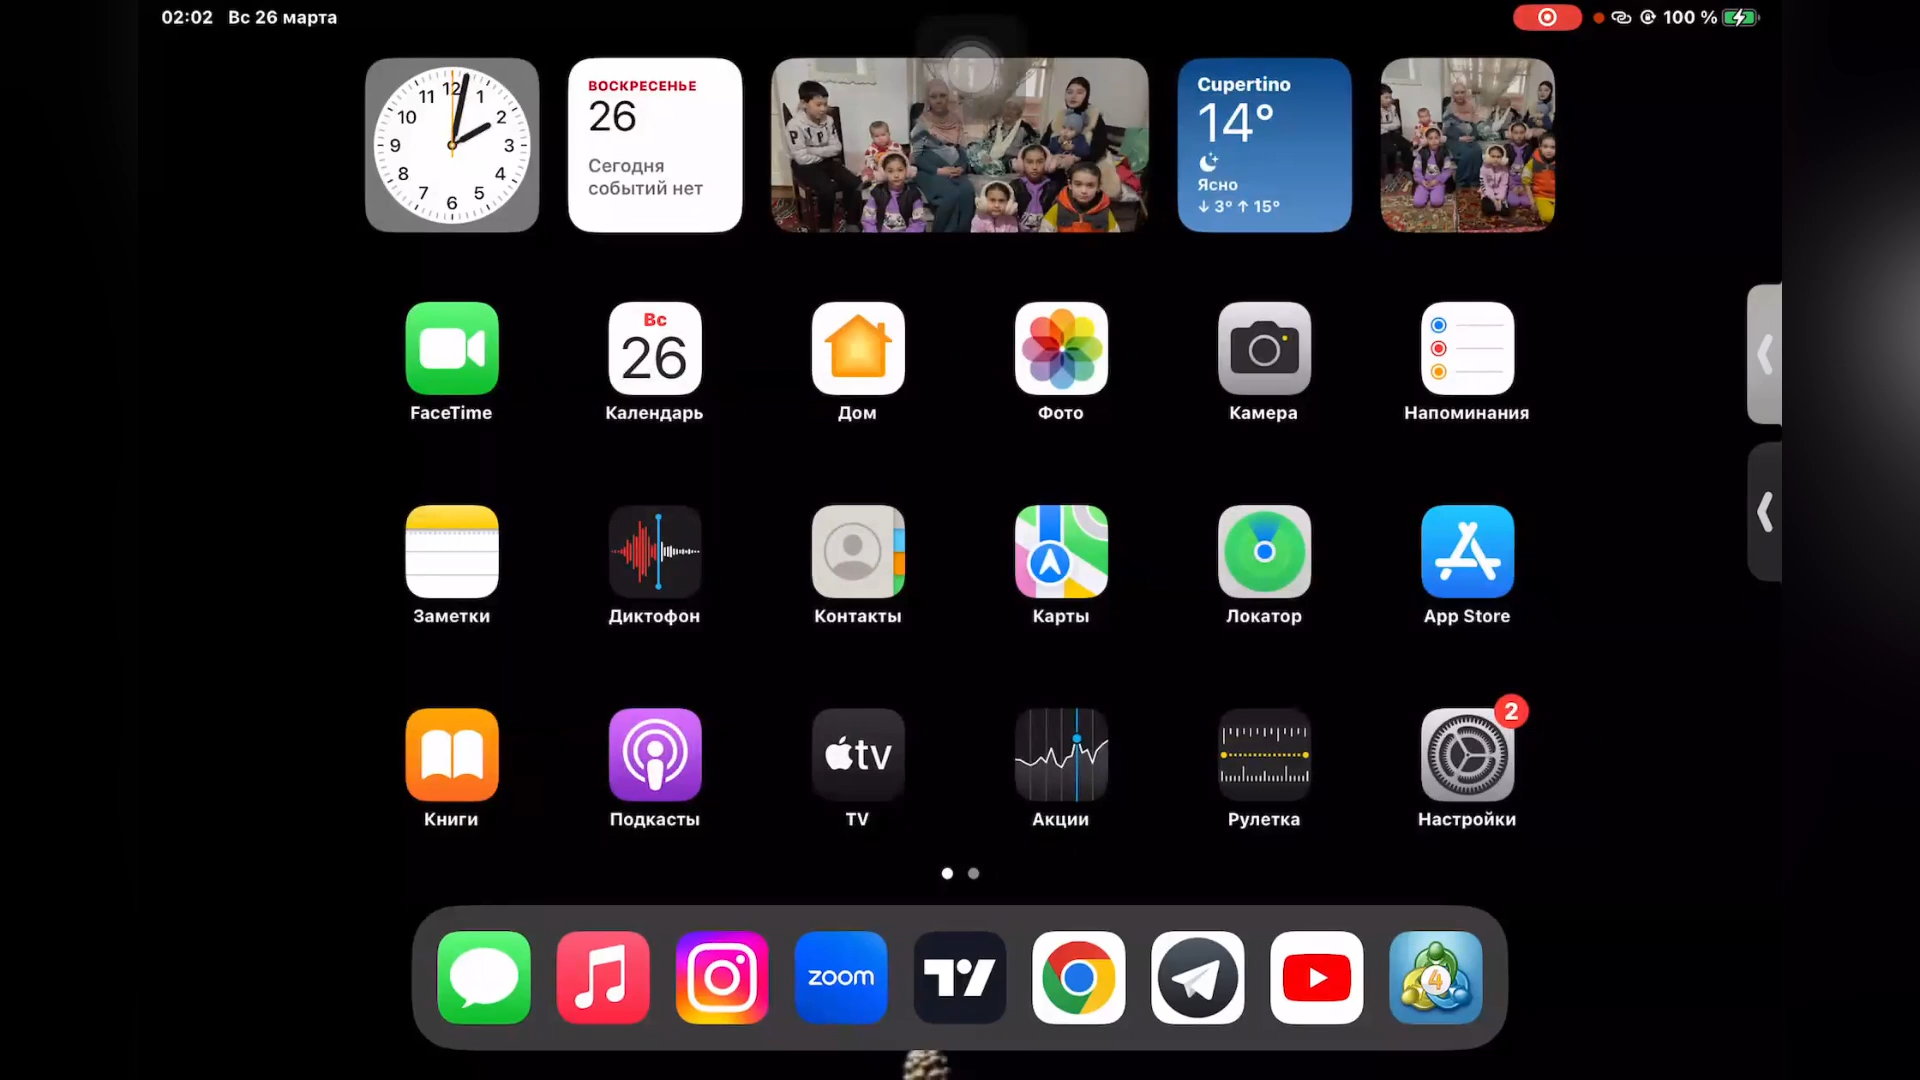 02:02 Вс 26 марта
100 %
12
11 1
10 2
9 3
8 4
7 5
6
ВОСКРЕСЕНЬЕ
26
Сегодня
событий нет
Cupertino
14°
Ясно
↓ 3° ↑ 15°
Вс
26
FaceTime
Календарь
Дом
Фото
Камера
Напоминания
Заметки
Диктофон
Контакты
Карты
Локатор
App Store
tv
2
Книги
Подкасты
TV
Акции
Рулетка
Настройки
zoom
4